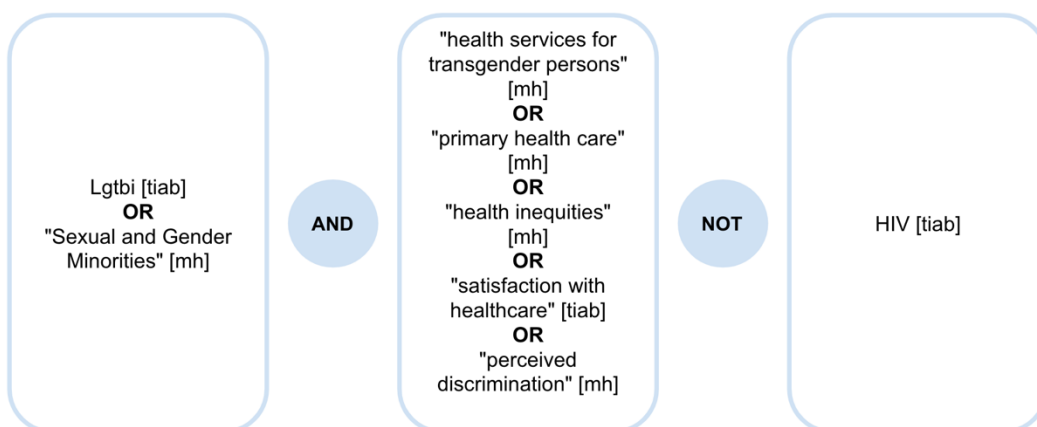 Lgtbi [tiab]
OR
"Sexual and Gender
Minorities" [mh]
AND
"health services for
transgender persons"
[mh]
OR
"primary health care"
[mh]
OR
"health inequities"
[mh]
OR
"satisfaction with
healthcare" [tiab]
OR
"perceived
discrimination" [mh]
NOT
HIV [tiab]